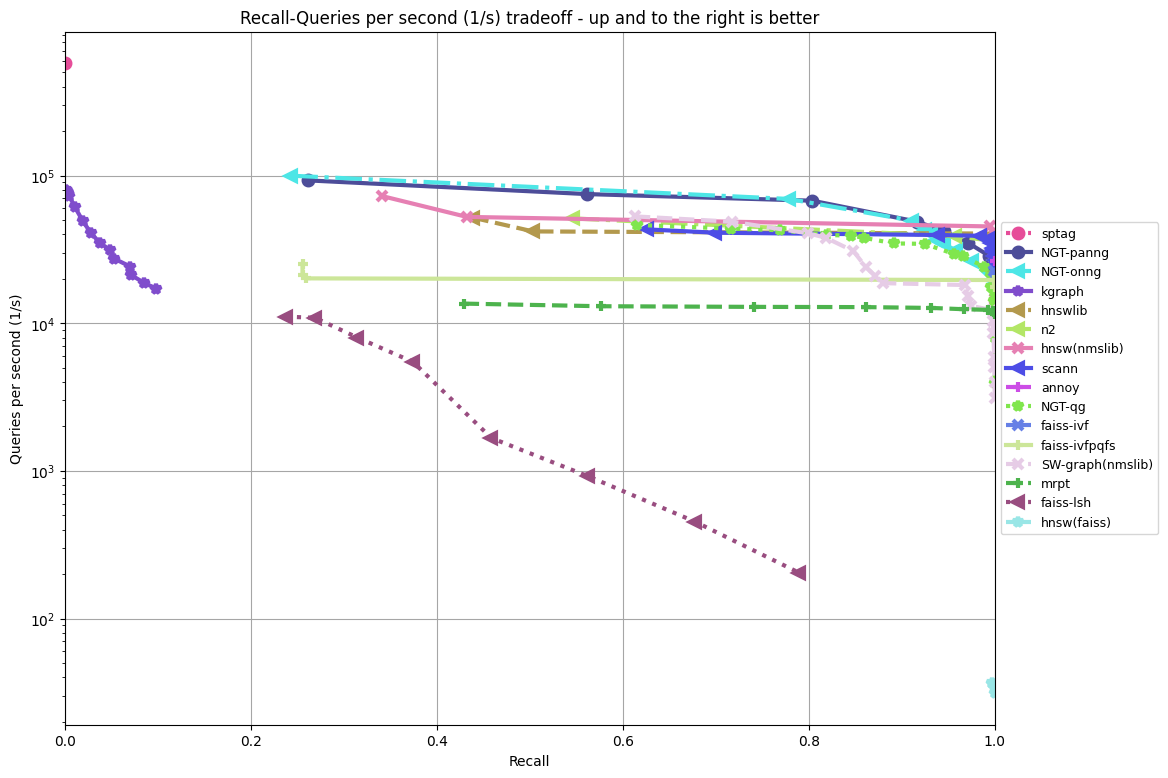 Recall-Queries per second (1/s) tradeoff - up and to the right is better
Queries per second (1/s)
10^5
10^4
10^3
10^2
0.0 0.2 0.4 0.6 0.8 1.0
Recall
sptag
NGT-panng
NGT-onng
kgraph
hnswlib
n2
hnsw(nmslib)
scann
annoy
NGT-qg
faiss-ivf
faiss-ivfpqfs
SW-graph(nmslib)
mrpt
faiss-lsh
hnsw(faiss)